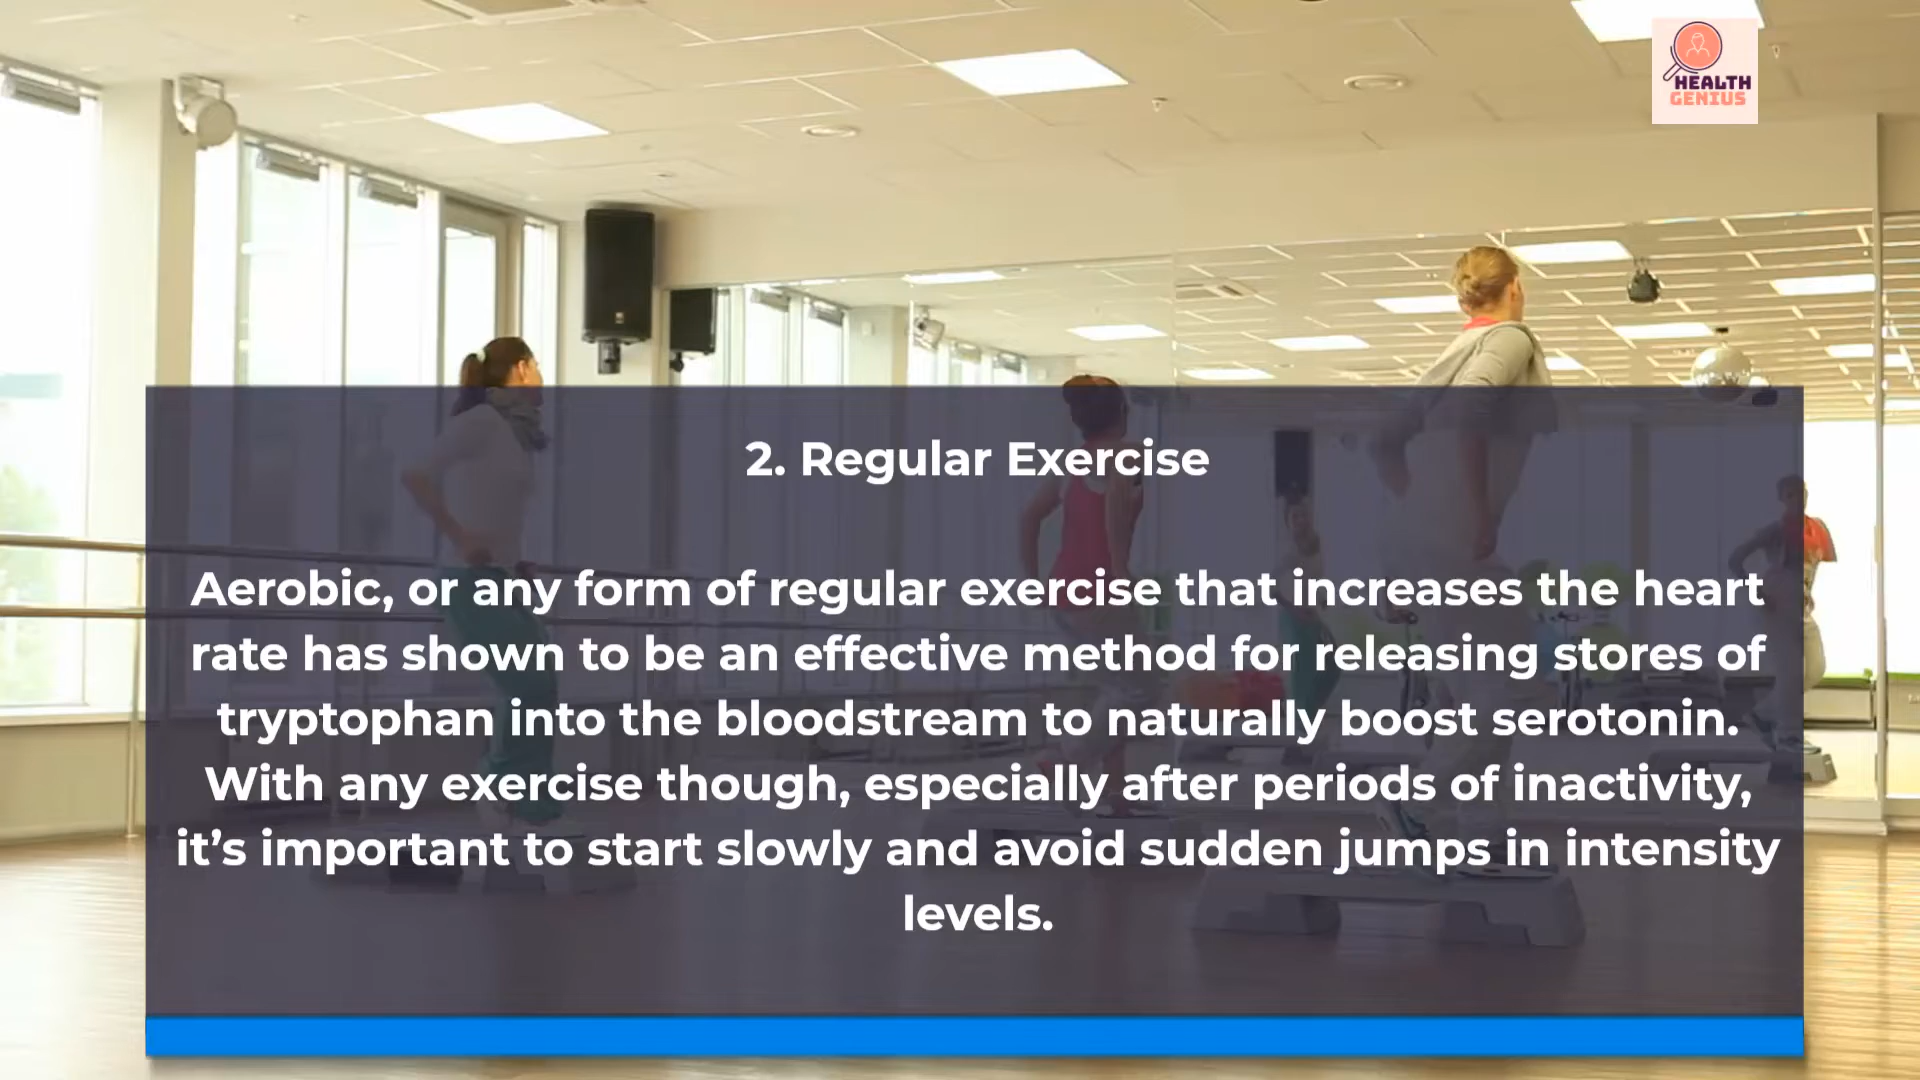 HEALTH
GENIUS
2. Regular Exercise
Aerobic, or any form of regular exercise that increases the heart
rate has shown to be an effective method for releasing stores of
tryptophan into the bloodstream to naturally boost serotonin.
With any exercise though, especially after periods of inactivity,
it’s important to start slowly and avoid sudden jumps in intensity
levels.